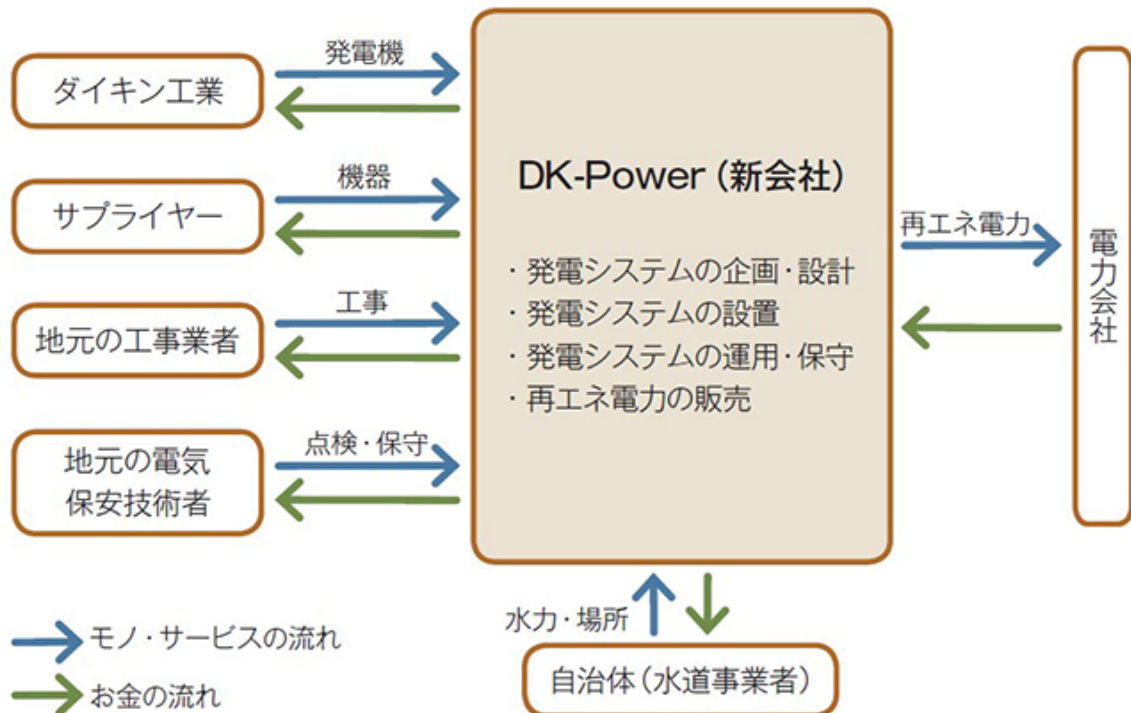 ダイキン工業
発電機
サプライヤー
機器
地元の工事業者
工事
地元の電気
保安技術者
点検・保守
DK-Power（新会社）
・発電システムの企画・設計
・発電システムの設置
・発電システムの運用・保守
・再エネ電力の販売
再エネ電力
電力会社
水力・場所
自治体（水道事業者）
モノ・サービスの流れ
お金の流れ